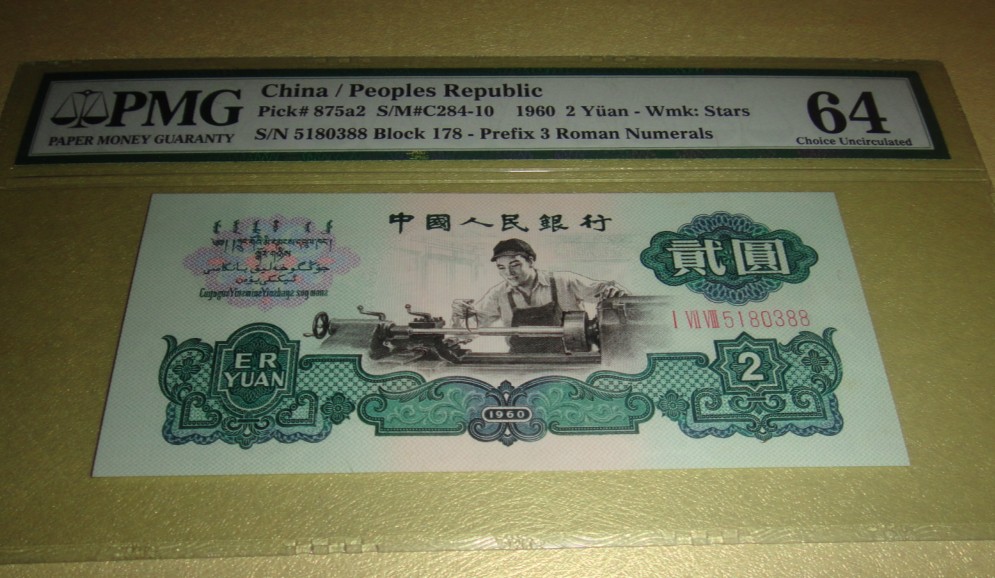 PMG
PAPER MONEY GUARANTY
China / Peoples Republic
Pick# 875a2 S/M#C284-10 1960 2 Yüan - Wmk: Stars
S/N 5180388 Block 178 - Prefix 3 Roman Numerals
64
Choice Uncirculated
中國人民銀行
貳圓
I VII VIII 5180388
ER
YUAN
1960
2